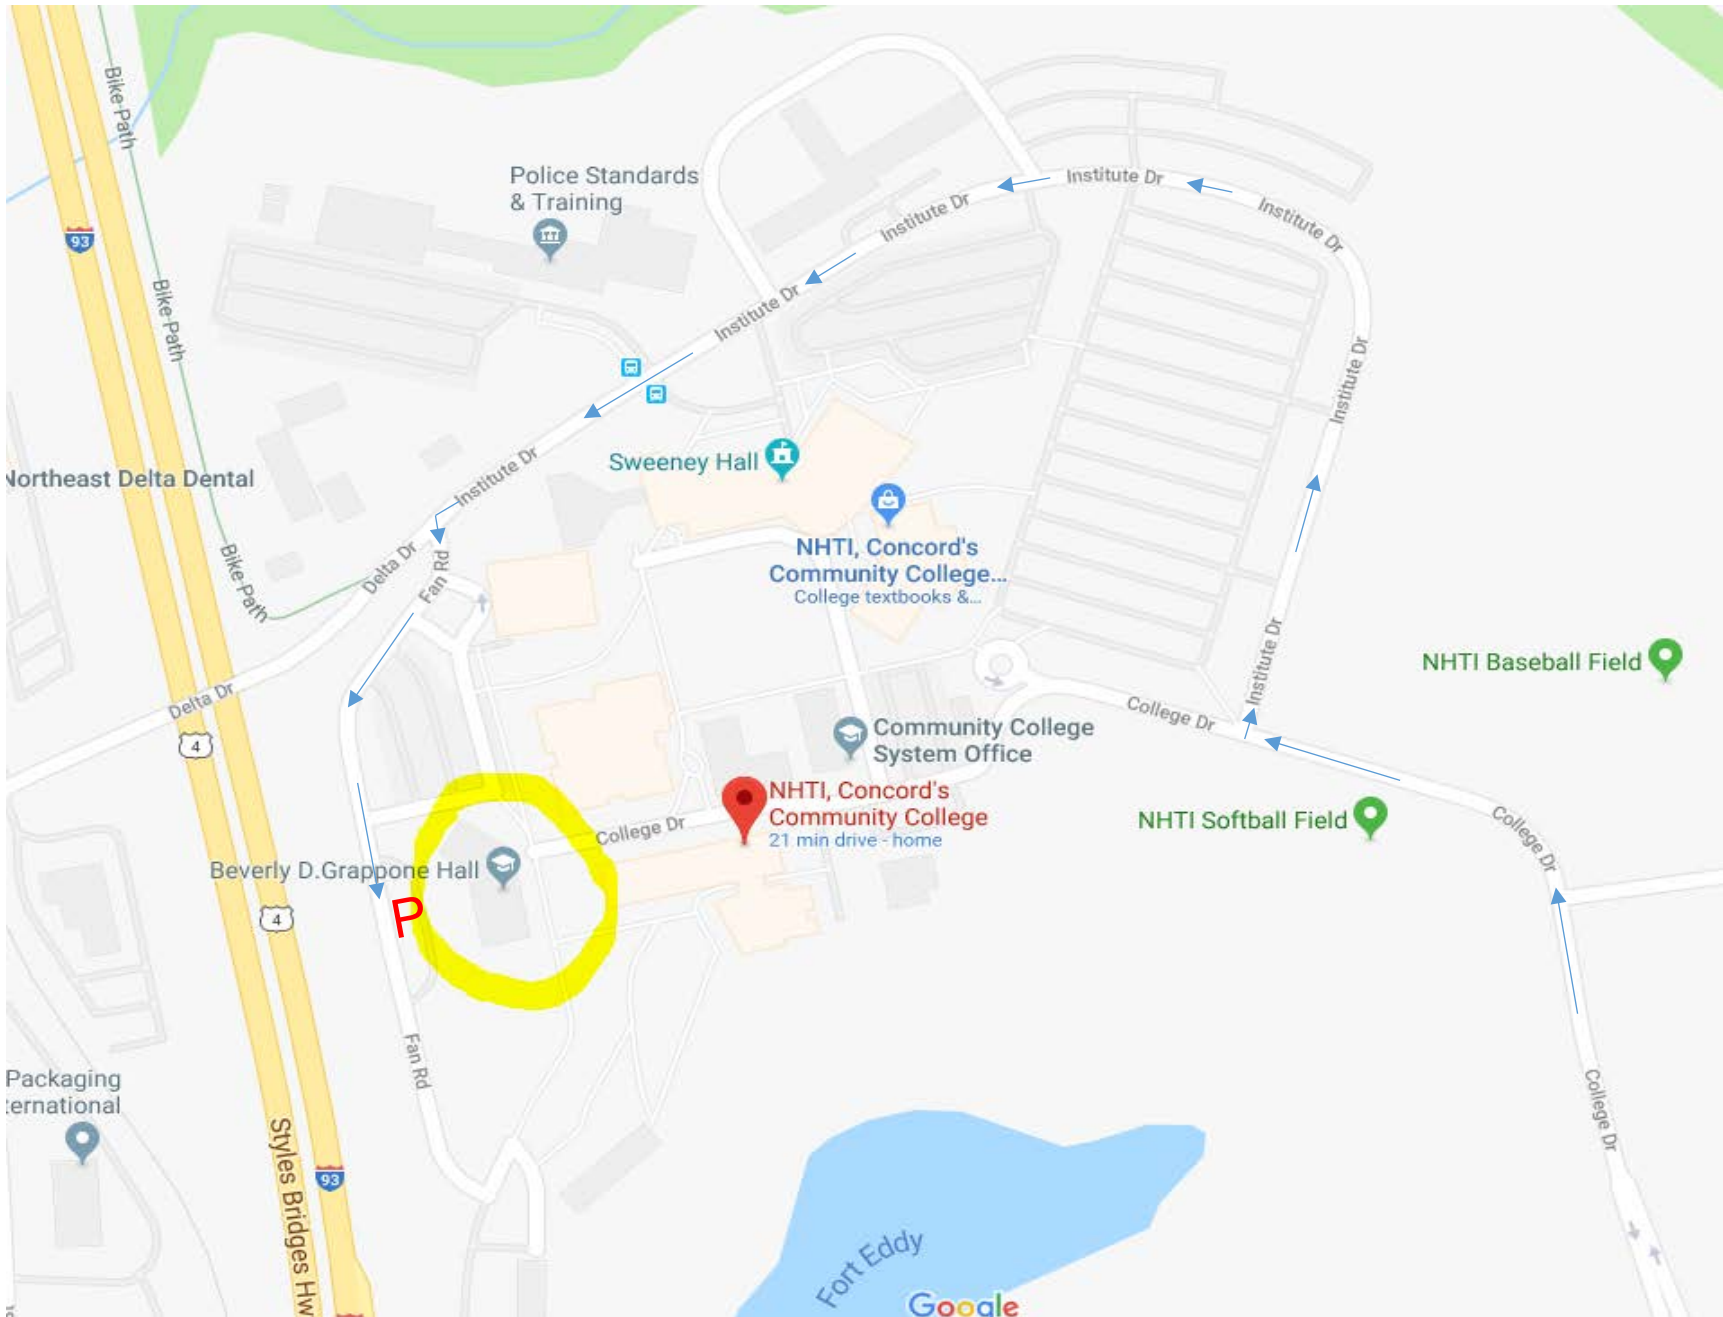 Bike Path
93
Police Standards
& Training
Institute Dr
Institute Dr
Institute Dr
Institute Dr
Bike Path
Institute Dr
Sweeney Hall
Northeast Delta Dental
Institute Dr
NHTI, Concord's
Community College...
College textbooks &...
Bike Path
Delta Dr
Fan Rd
Institute Dr
NHTI Baseball Field
Delta Dr
4
College Dr
Community College
System Office
NHTI, Concord's
Community College
21 min drive - home
NHTI Softball Field
College Dr
College Dr
Beverly D.Grappone Hall
4
P
Fan Rd
Packaging
ternational
College Dr
Styles Bridges Hw
93
Fort Eddy
Google